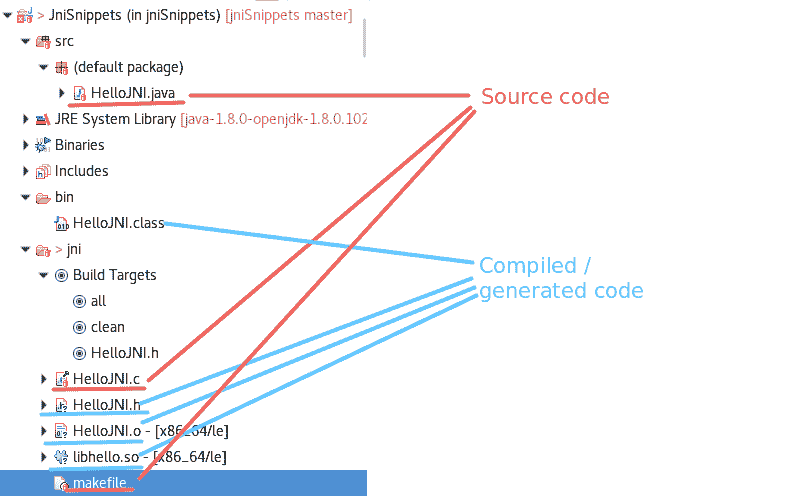 > JniSnippets (in jniSnippets) [jniSnippets master]
src
(default package)
HelloJNI.java
Source code
JRE System Library [java-1.8.0-openjdk-1.8.0.102
Binaries
Includes
bin
HelloJNI.class
> jni
Compiled /
generated code
Build Targets
all
clean
HelloJNI.h
HelloJNI.c
HelloJNI.h
HelloJNI.o - [x86_64/le]
libhello.so - [x86_64/le]
makefile